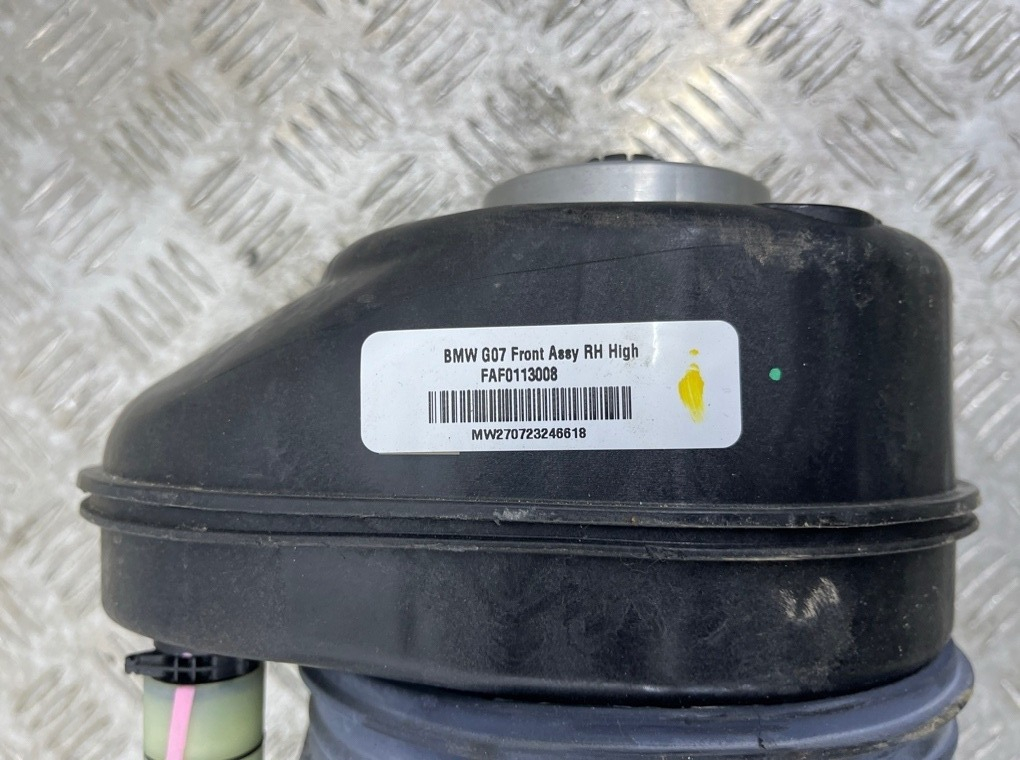 BMW G07 Front Assy RH High
FAF0113008
MW270723246618